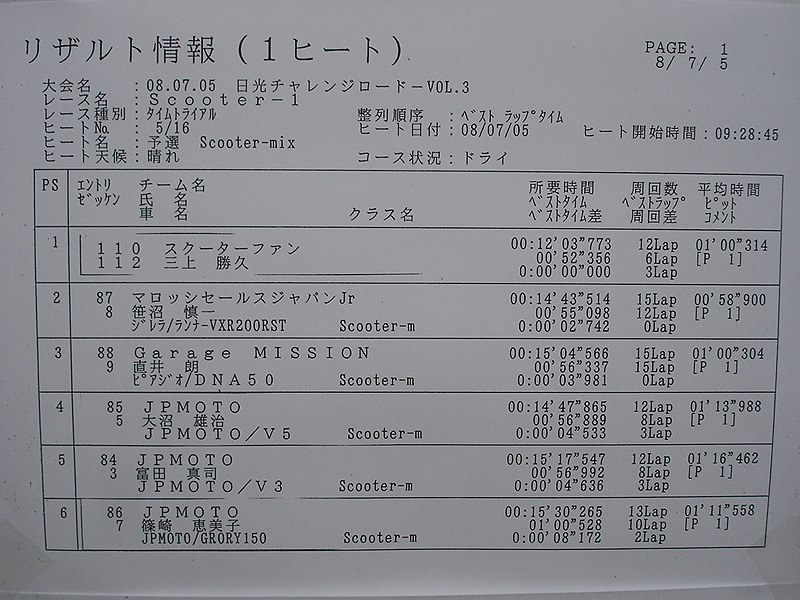 リザルト情報（１ヒート）
PAGE: 1
8/ 7/ 5
大会名 : 08.07.05 日光チャレンジロードーVOL.3
レース名 : Ｓｃｏｏｔｅｒ－１
レース種別 : ﾀｲﾑﾄﾗｲｱﾙ 整列順序 : ﾍﾞｽﾄ ﾗｯﾌﾟﾀｲﾑ
ヒート№ : 5/16 ヒート日付 : 08/07/05 ヒート開始時間 : 09:28:45
ヒート名 : 予選 Scooter-mix
ヒート天候 : 晴れ コース状況 : ドライ
PS ｴﾝﾄﾘ チーム名 所要時間 周回数 平均時間
ｾﾞｯｹﾝ 氏 名 ﾍﾞｽﾄﾀｲﾑ ﾍﾞｽﾄﾗｯﾌﾟ ﾋﾟｯﾄ
車 名 クラス名 ﾍﾞｽﾄﾀｲﾑ差 周回差 ｺﾒﾝﾄ
1 １１０ スクーターファン 00:12'03"773 12Lap 01'00"314
１１２ 三上 勝久 00'52"356 6Lap [P 1]
0:00'00"000 3Lap
2 87 マロッシセールスジャパンJr 00:14'43"514 15Lap 00'58"900
8 笹沼 慎一 00'55"098 12Lap [P 1]
ｼﾞﾚﾗ/ﾗﾝﾅｰVXR200RST Scooter-m 0:00'02"742 0Lap
3 88 Ｇａｒａｇｅ ＭＩＳＳＩＯＮ 00:15'04"566 15Lap 01'00"304
9 直井 朗 00'56"337 15Lap [P 1]
ﾋﾟｱｼﾞｵ/ＤＮＡ５０ Scooter-m 0:00'03"981 0Lap
4 85 ＪＰＭＯＴＯ 00:14'47"865 12Lap 01'13"988
5 大沼 雄治 00'56"889 8Lap [P 1]
ＪＰＭＯＴＯ／Ｖ５ Scooter-m 0:00'04"533 3Lap
5 84 ＪＰＭＯＴＯ 00:15'17"547 12Lap 01'16"462
3 富田 真司 00'56"992 8Lap [P 1]
ＪＰＭＯＴＯ／Ｖ３ Scooter-m 0:00'04"636 3Lap
6 86 ＪＰＭＯＴＯ 00:15'30"265 13Lap 01'11"558
7 篠崎 恵美子 01'00"528 10Lap [P 1]
JPMOTO/GRORY150 Scooter-m 0:00'08"172 2Lap